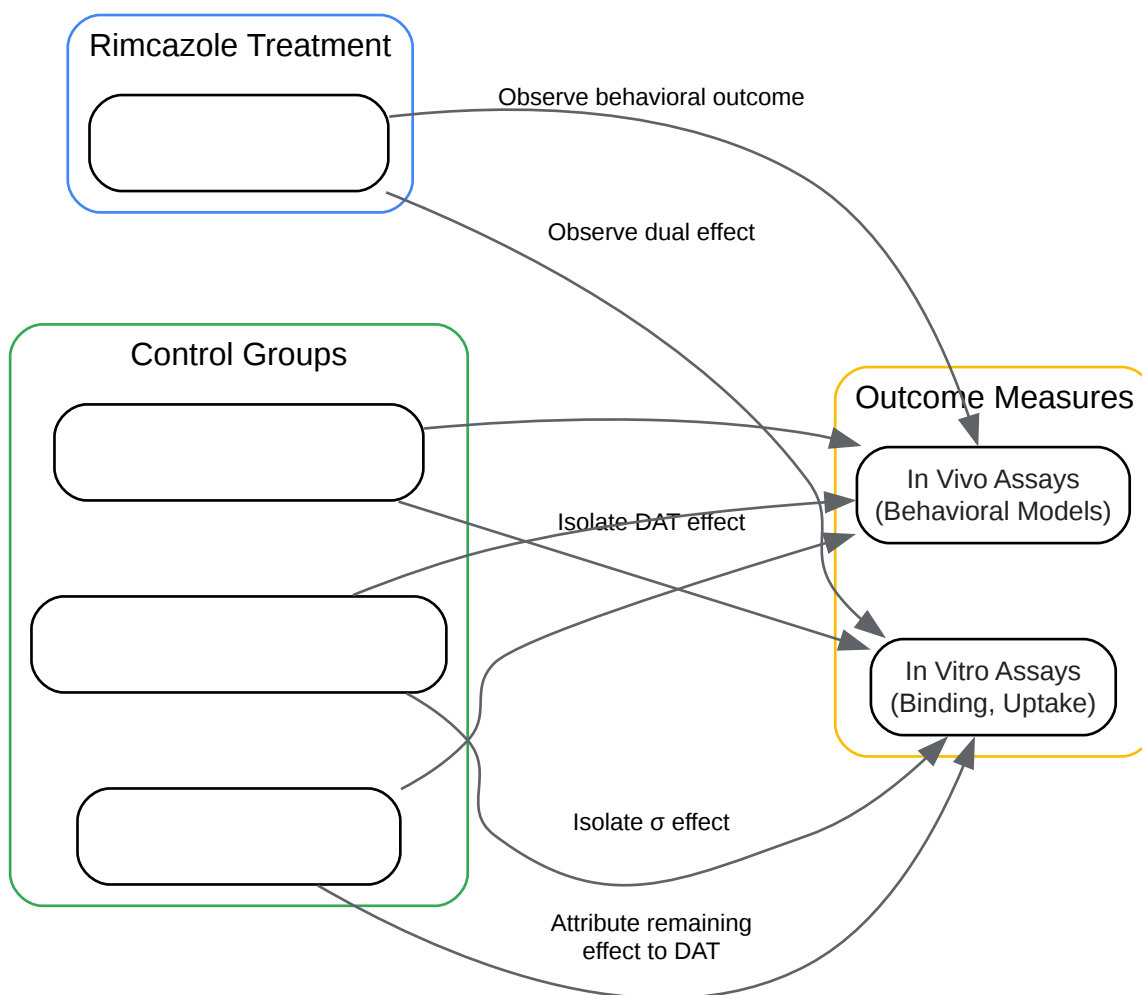 Rimcazole Treatment
Observe behavioral outcome
Observe dual effect
Control Groups
Outcome Measures
In Vivo Assays
(Behavioral Models)
Isolate DAT effect
In Vitro Assays
(Binding, Uptake)
Isolate σ effect
Attribute remaining
effect to DAT